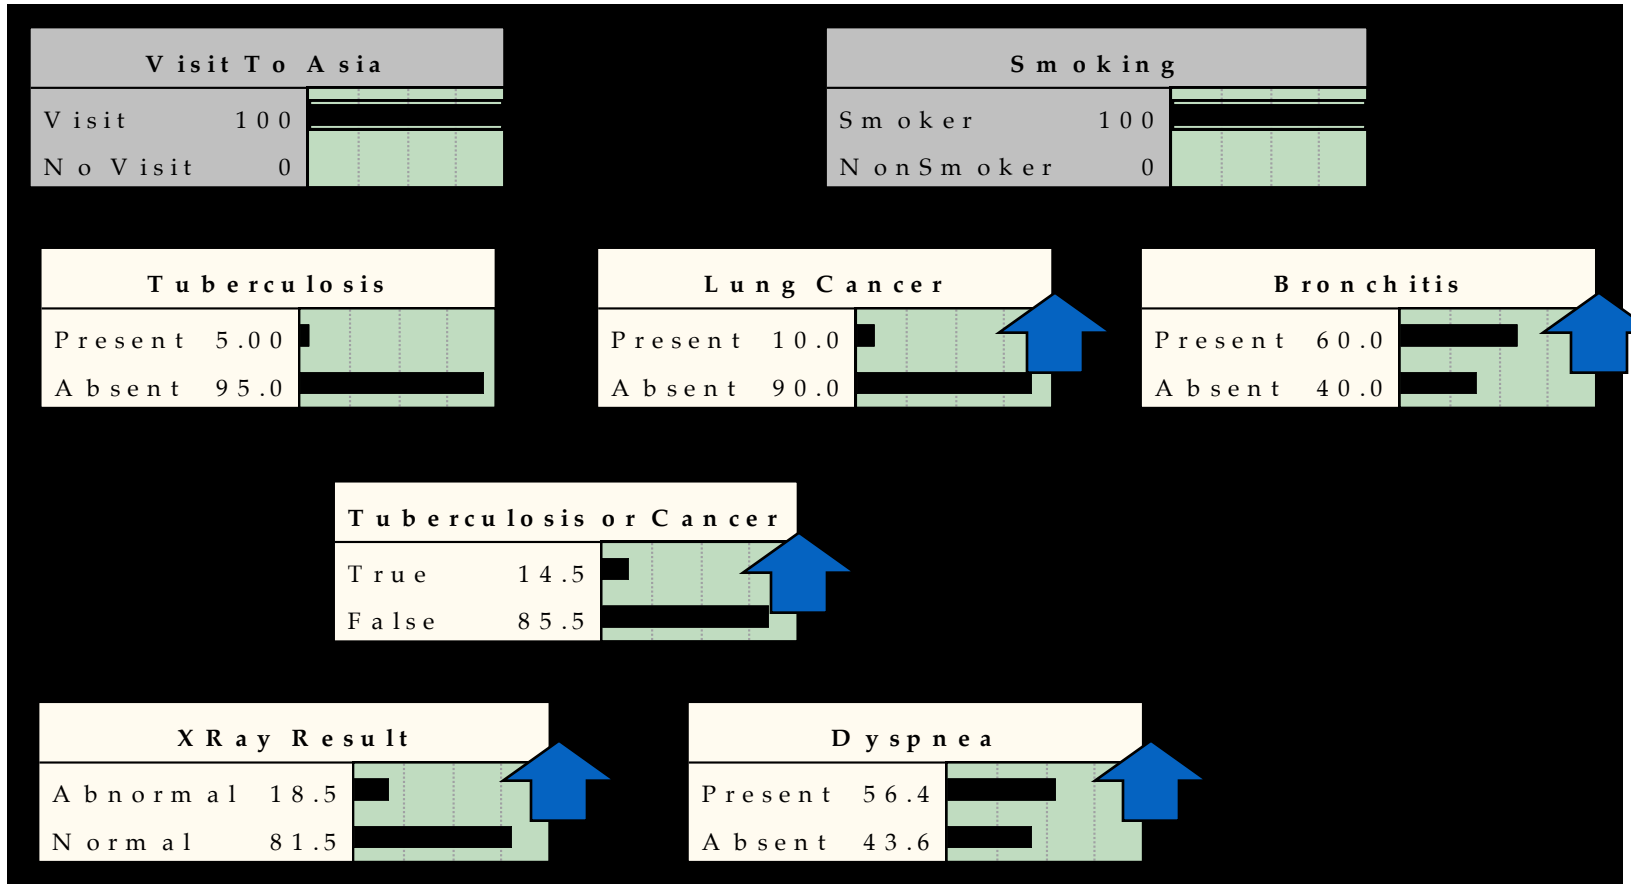 Visit To Asia
Visit 100
No Visit 0
Smoking
Smoker 100
NonSmoker 0
Tuberculosis
Present 5.00
Absent 95.0
Lung Cancer
Present 10.0
Absent 90.0
Bronchitis
Present 60.0
Absent 40.0
Tuberculosis or Cancer
True 14.5
False 85.5
XRay Result
Abnormal 18.5
Normal 81.5
Dyspnea
Present 56.4
Absent 43.6